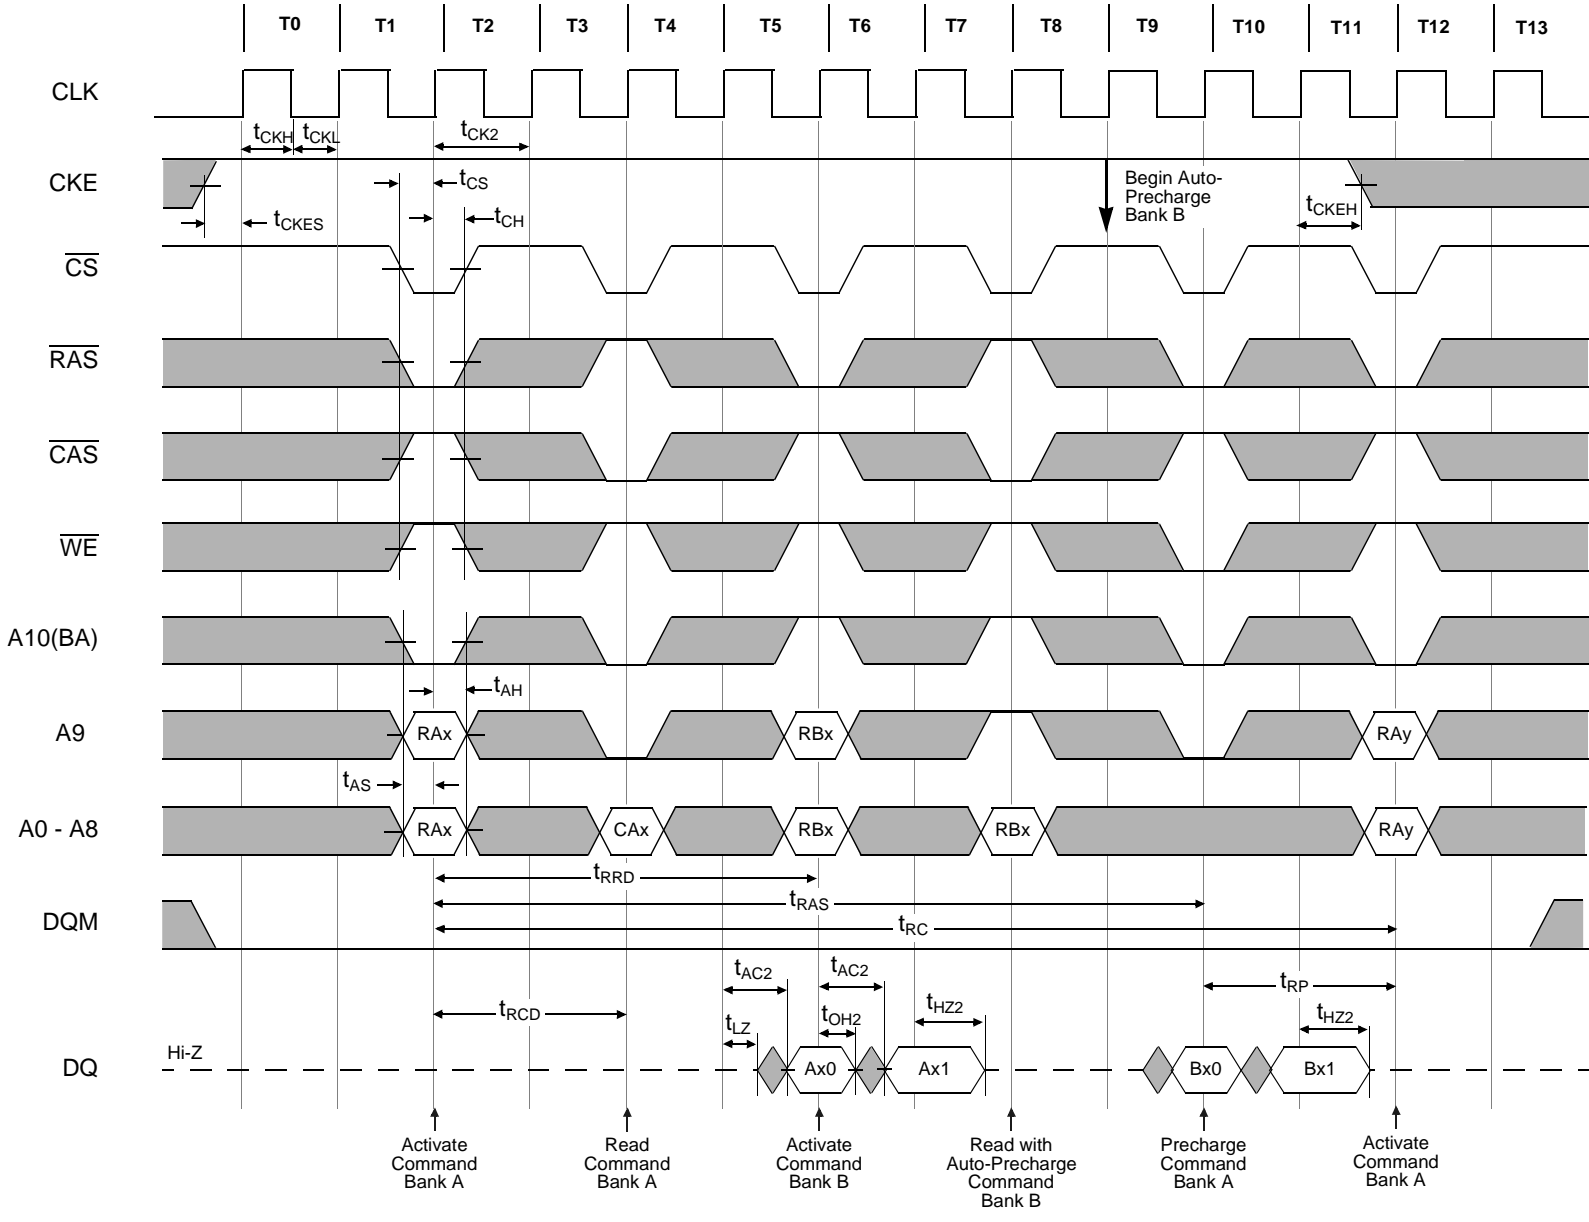 T0 T1 T2 T3 T4 T5 T6 T7 T8 T9 T10 T11 T12 T13
CLK
tCKH tCKL tCK2
CKE
tCS
Begin Auto-
Precharge
Bank B
tCKES
tCH
tCKEH
CS
RAS
CAS
WE
A10(BA)
tAH
A9
RAx RBx RAy
tAS
A0 - A8
RAx CAx RBx RBx RAy
tRRD
tRAS
DQM
tRC
tAC2 tAC2
tRP
tRCD
tLZ tOH2 tHZ2 tHZ2
Hi-Z
DQ
Ax0 Ax1 Bx0 Bx1
Activate
Command
Bank A
Read
Command
Bank A
Activate
Command
Bank B
Read with
Auto-Precharge
Command
Bank B
Precharge
Command
Bank A
Activate
Command
Bank A